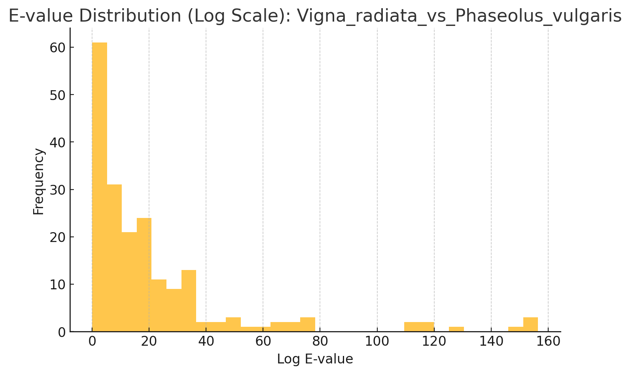 E-value Distribution (Log Scale): Vigna_radiata_vs_Phaseolus_vulgaris
60
50
40
30
20
10
0
Frequency
0 20 40 60 80 100 120 140 160
Log E-value